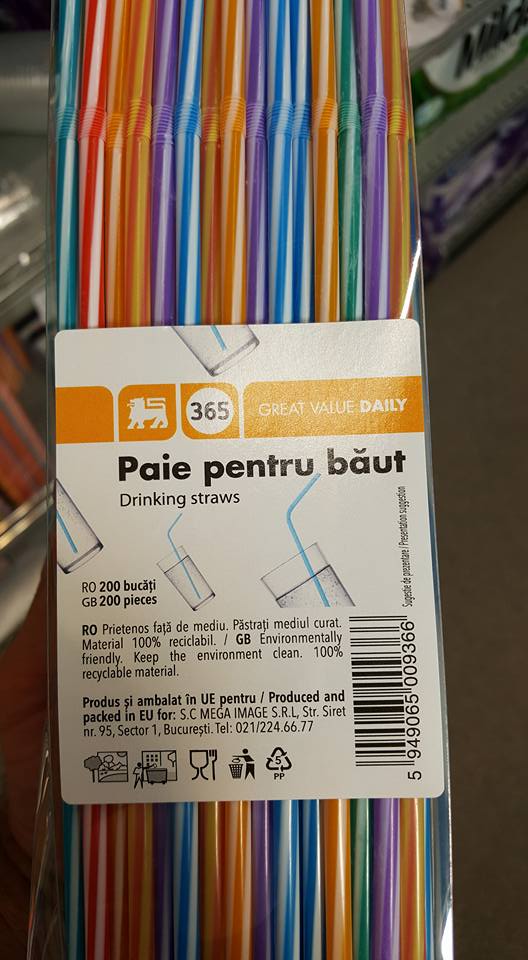 Mila
365
GREAT VALUE DAILY
Paie pentru băut
Drinking straws
Sugestie de prezentare / Presentation suggestion
RO 200 bucăți
GB 200 pieces
RO Prietenos față de mediu. Păstrați mediul curat.
Material 100% reciclabil. / GB Environmentally
friendly. Keep the environment clean. 100%
recyclable material.
Produs și ambalat în UE pentru / Produced and
packed in EU for: S.C MEGA IMAGE S.R.L, Str. Siret
nr. 95, Sector 1, București. Tel: 021/224.66.77
5 949065 009366
5
PP